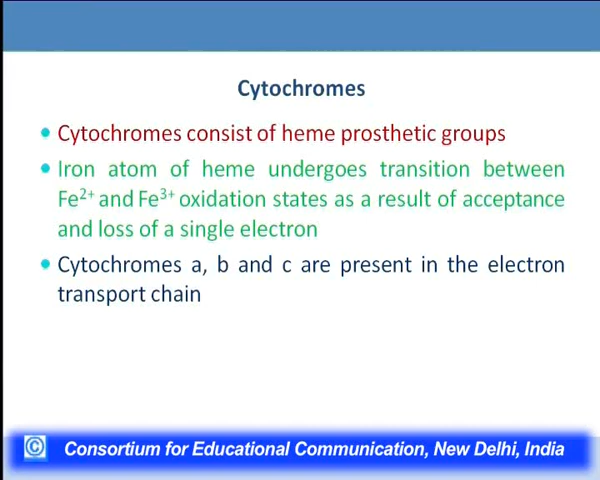 Cytochromes
• Cytochromes consist of heme prosthetic groups
• Iron atom of heme undergoes transition between
Fe²⁺ and Fe³⁺ oxidation states as a result of acceptance
and loss of a single electron
• Cytochromes a, b and c are present in the electron
transport chain
© Consortium for Educational Communication, New Delhi, India